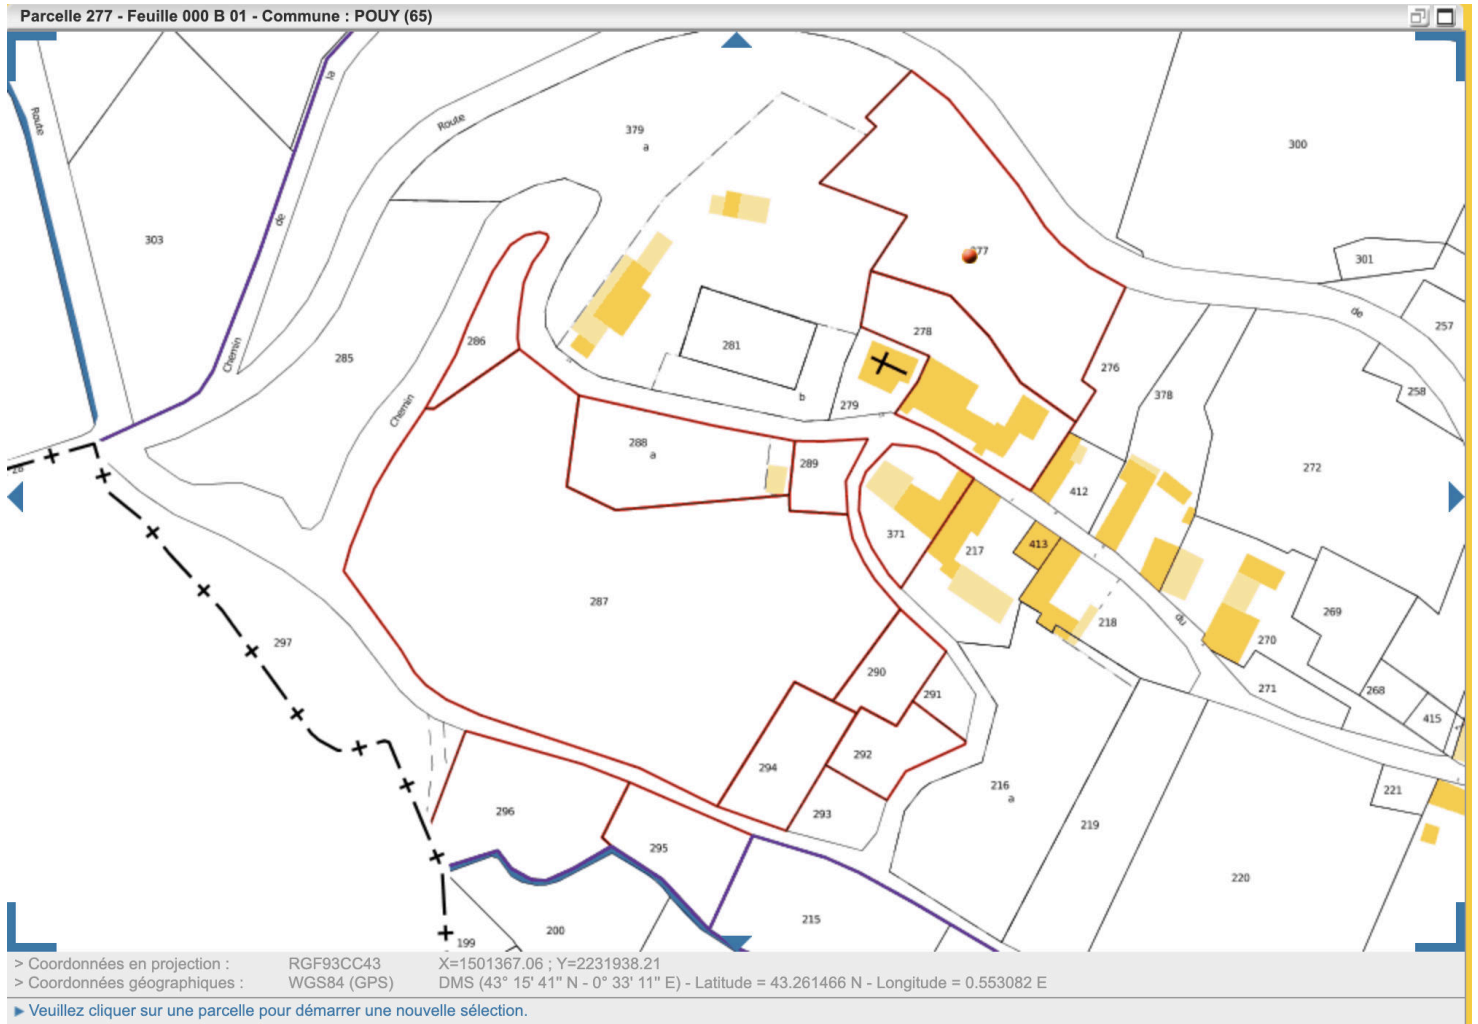 Parcelle 277 - Feuille 000 B 01 - Commune : POUY (65)
la
Route
Route
379
a
300
de
303
277
301
de
257
278
286
281
Chemin
285
276
258
378
b
279
Chemin
288
a
289
272
28
412
371
217
413
287
269
218
du
297
270
290
271
268
291
415
292
294
216
a
221
296
293
219
295
220
215
200
199
> Coordonnées en projection : RGF93CC43 X=1501367.06 ; Y=2231938.21
> Coordonnées géographiques : WGS84 (GPS) DMS (43° 15' 41" N - 0° 33' 11" E) - Latitude = 43.261466 N - Longitude = 0.553082 E
Veuillez cliquer sur une parcelle pour démarrer une nouvelle sélection.